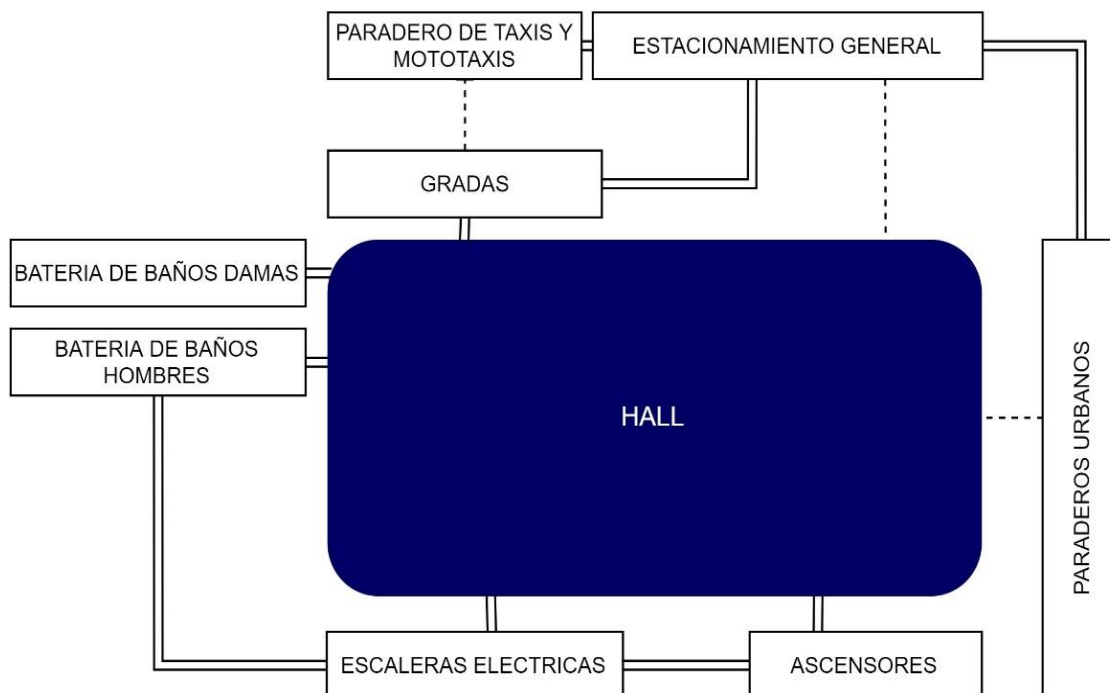 PARADERO DE TAXIS Y
MOTOTAXIS
ESTACIONAMIENTO GENERAL
GRADAS
BATERIA DE BAÑOS DAMAS
BATERIA DE BAÑOS
HOMBRES
HALL
PARADEROS URBANOS
ESCALERAS ELECTRICAS
ASCENSORES